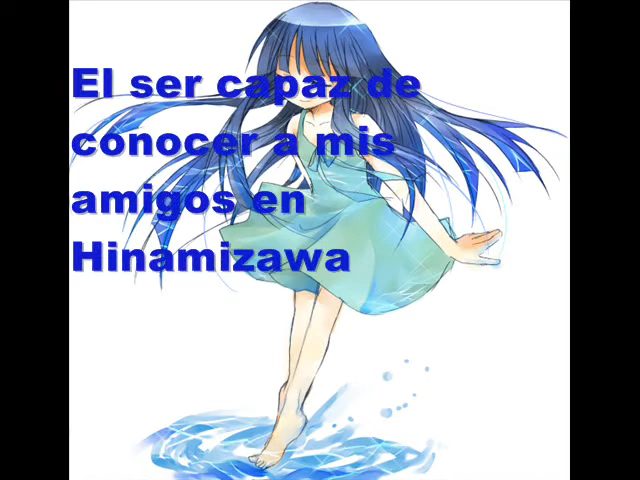 El ser capaz de
conocer a mis
amigos en
Hinamizawa